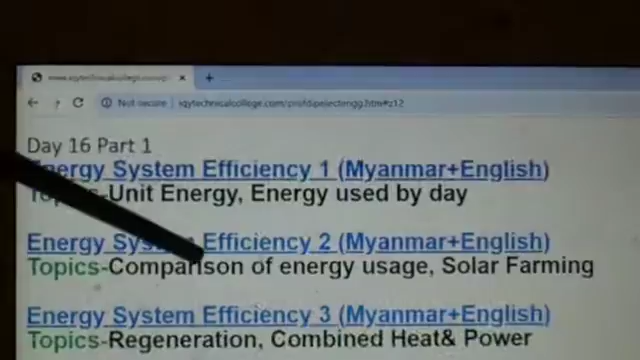 Not secure
Day 16 Part 1
Energy System Efficiency 1 (Myanmar+English)
Topics-Unit Energy, Energy used by day
Energy System Efficiency 2 (Myanmar+English)
Topics-Comparison of energy usage, Solar Farming
Energy System Efficiency 3 (Myanmar+English)
Topics-Regeneration, Combined Heat& Power